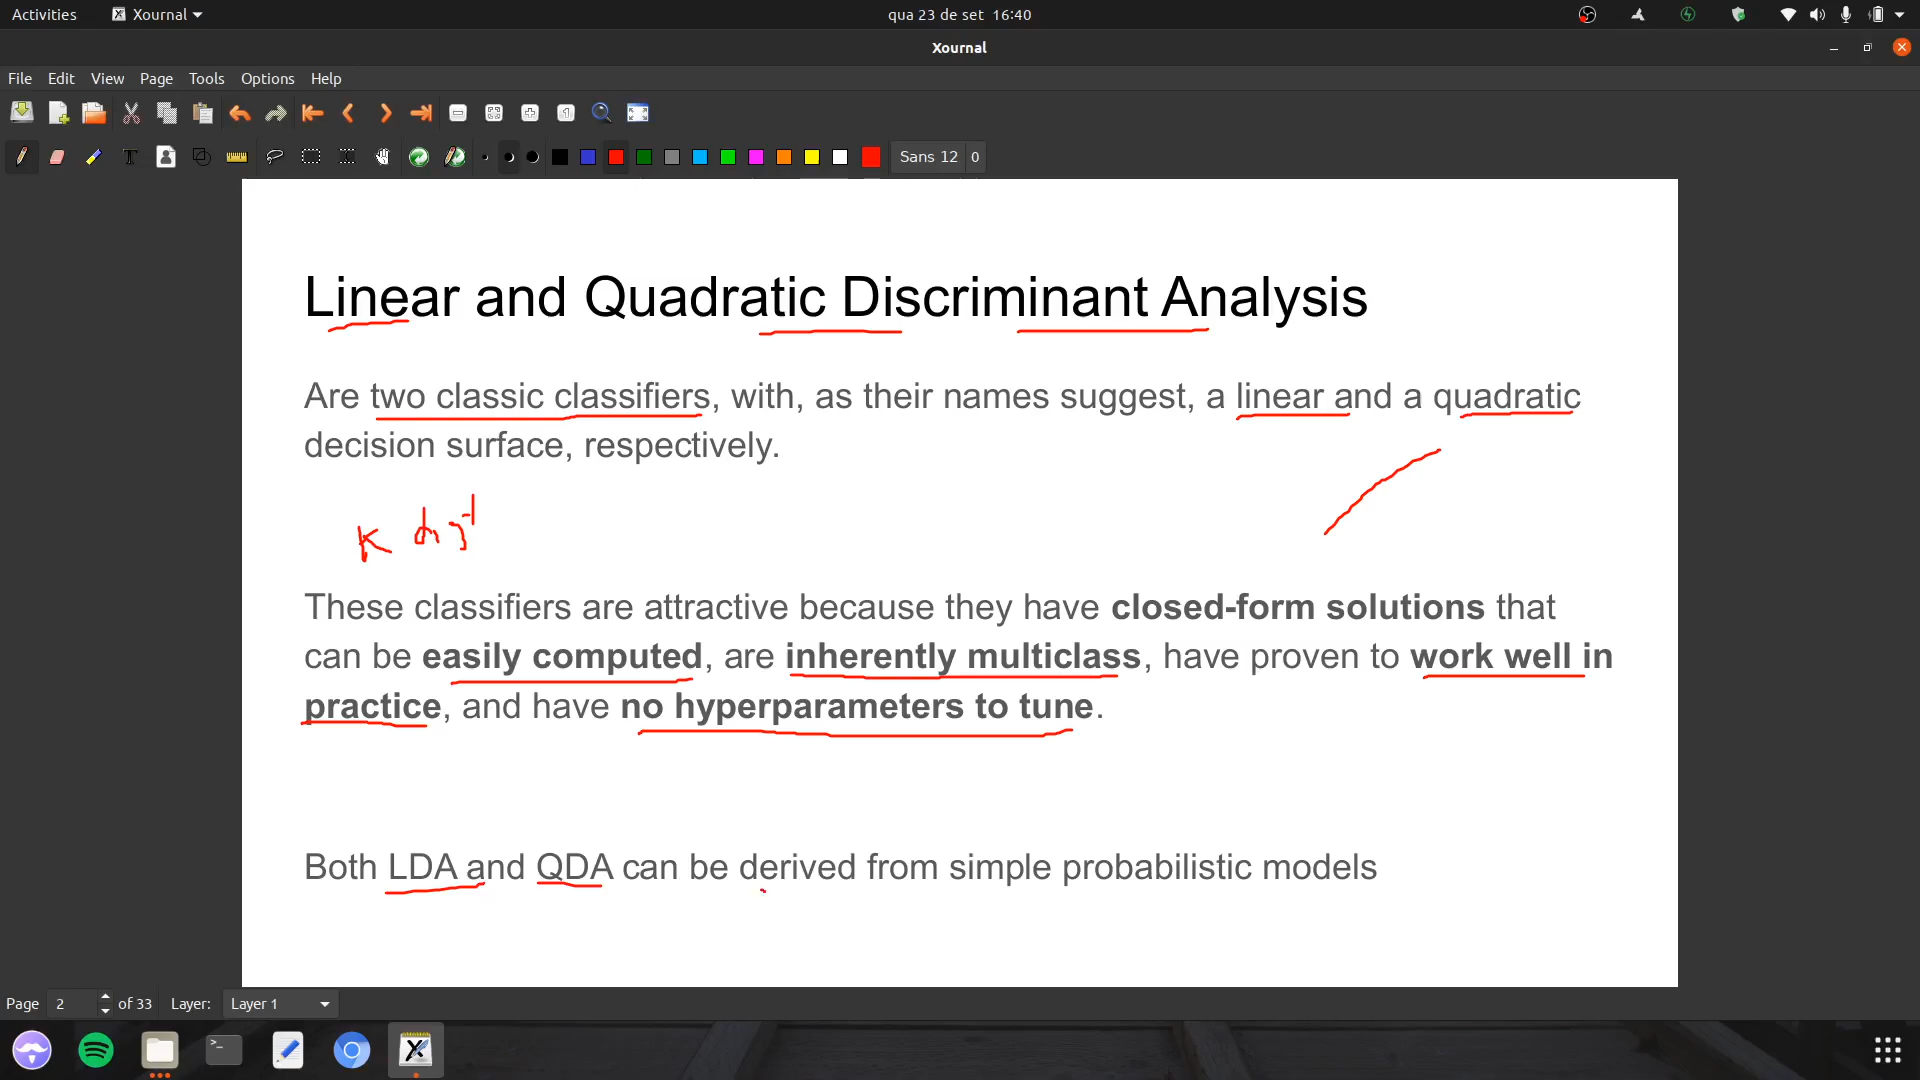 Activities Xournal qua 23 de set 16:40
Xournal
File Edit View Page Tools Options Help
Sans 12 0
Linear and Quadratic Discriminant Analysis
Are two classic classifiers, with, as their names suggest, a linear and a quadratic
decision surface, respectively.
K
These classifiers are attractive because they have closed-form solutions that
can be easily computed, are inherently multiclass, have proven to work well in
practice, and have no hyperparameters to tune.
Both LDA and QDA can be derived from simple probabilistic models
Page 2 of 33 Layer: Layer 1